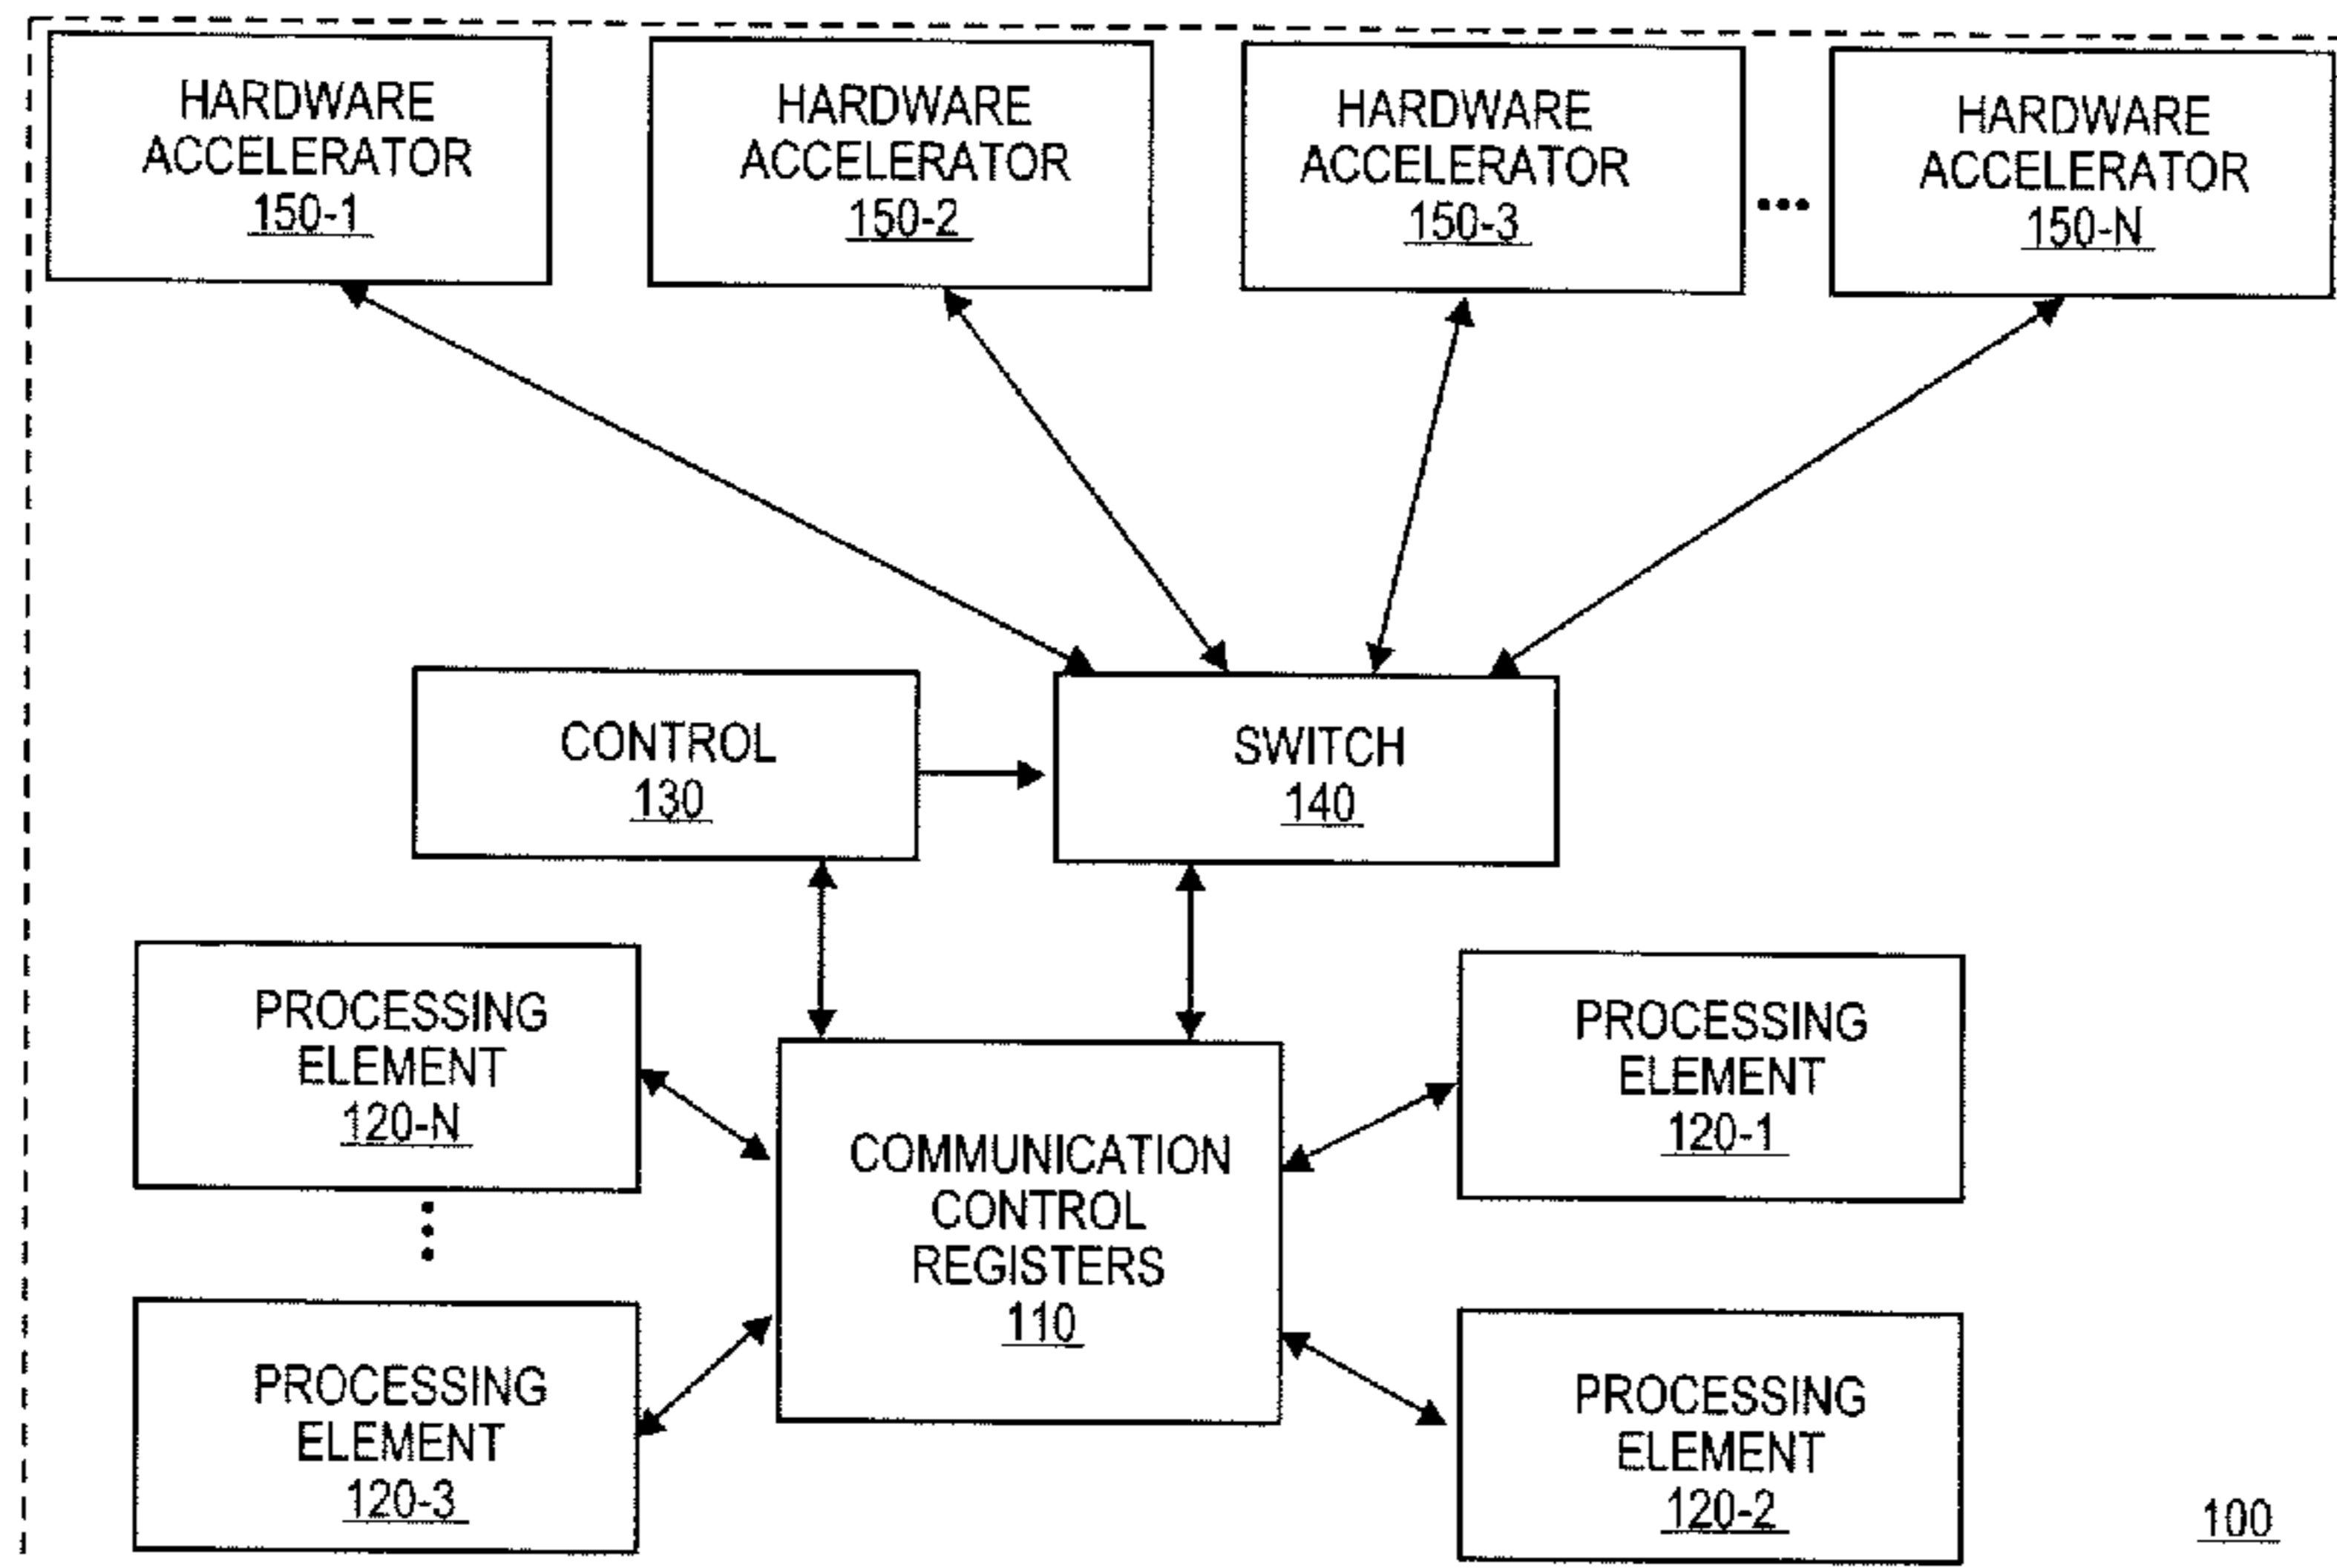 HARDWARE
ACCELERATOR
150-1
HARDWARE
ACCELERATOR
150-2
HARDWARE
ACCELERATOR
150-3
HARDWARE
ACCELERATOR
150-N
CONTROL
130
SWITCH
140
PROCESSING
ELEMENT
120-N
COMMUNICATION
CONTROL
REGISTERS
110
PROCESSING
ELEMENT
120-1
PROCESSING
ELEMENT
120-3
PROCESSING
ELEMENT
120-2
100